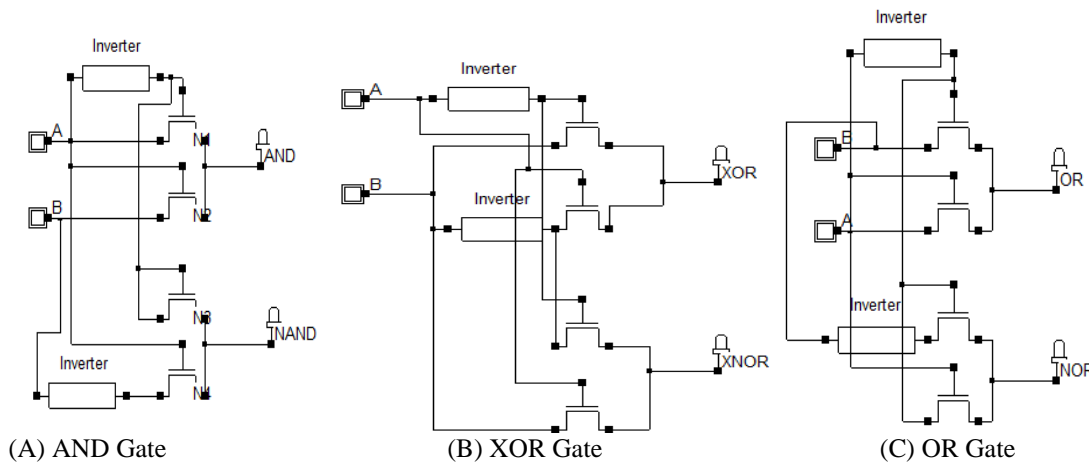 Inverter
A
N1
AND
B
N2
N3
NAND
Inverter
N4
(A) AND Gate
Inverter
A
XOR
B
Inverter
XNOR
(B) XOR Gate
Inverter
B
OR
A
Inverter
NOR
(C) OR Gate